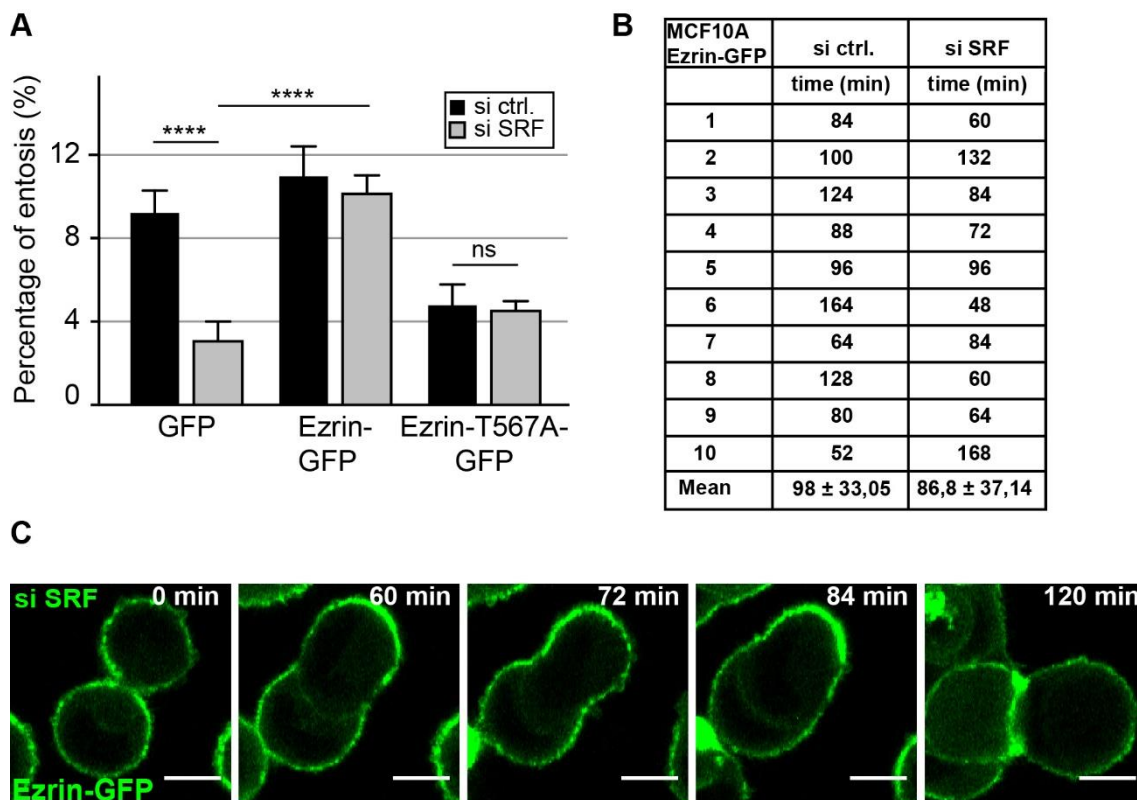 A
Percentage of entosis (%)
12
8
4
0
****
****
ns
si ctrl.
si SRF
GFP
Ezrin-
GFP
Ezrin-T567A-
GFP
B
MCF10A
Ezrin-GFP
si ctrl.
si SRF
time (min)
time (min)
1 84 60
2 100 132
3 124 84
4 88 72
5 96 96
6 164 48
7 64 84
8 128 60
9 80 64
10 52 168
Mean 98 ± 33,05 86,8 ± 37,14
C
si SRF
0 min
60 min
72 min
84 min
120 min
Ezrin-GFP